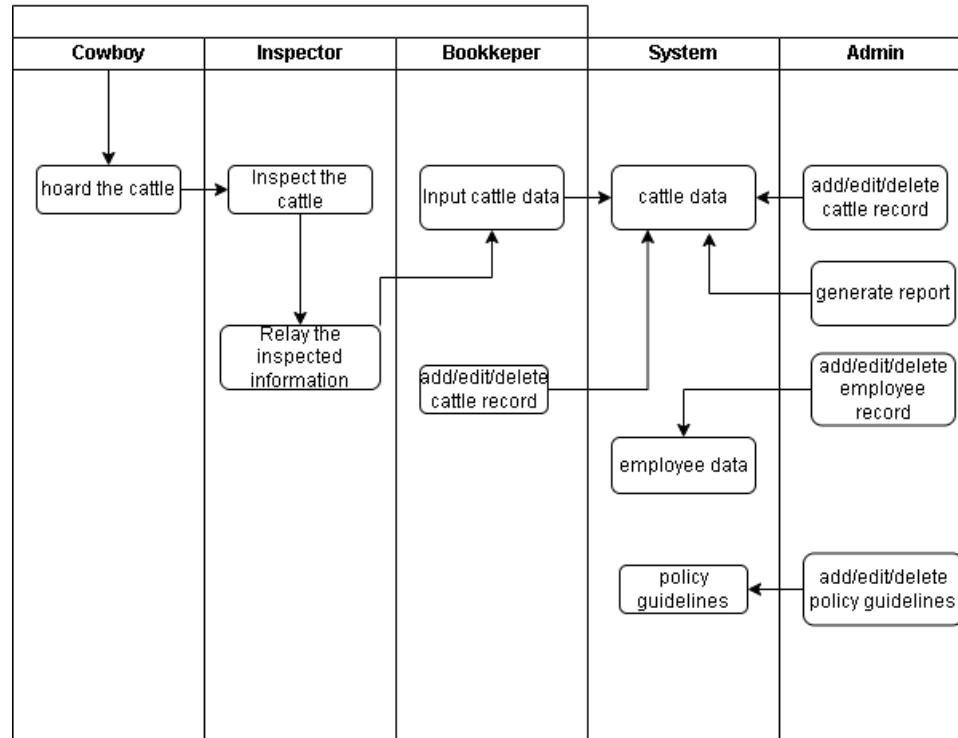 Cowboy
Inspector
Bookkeper
System
Admin
hoard the cattle
Inspect the
cattle
Input cattle data
cattle data
add/edit/delete
cattle record
generate report
Relay the
inspected
information
add/edit/delete
cattle record
add/edit/delete
employee
record
employee data
policy
guidelines
add/edit/delete
policy guidelines